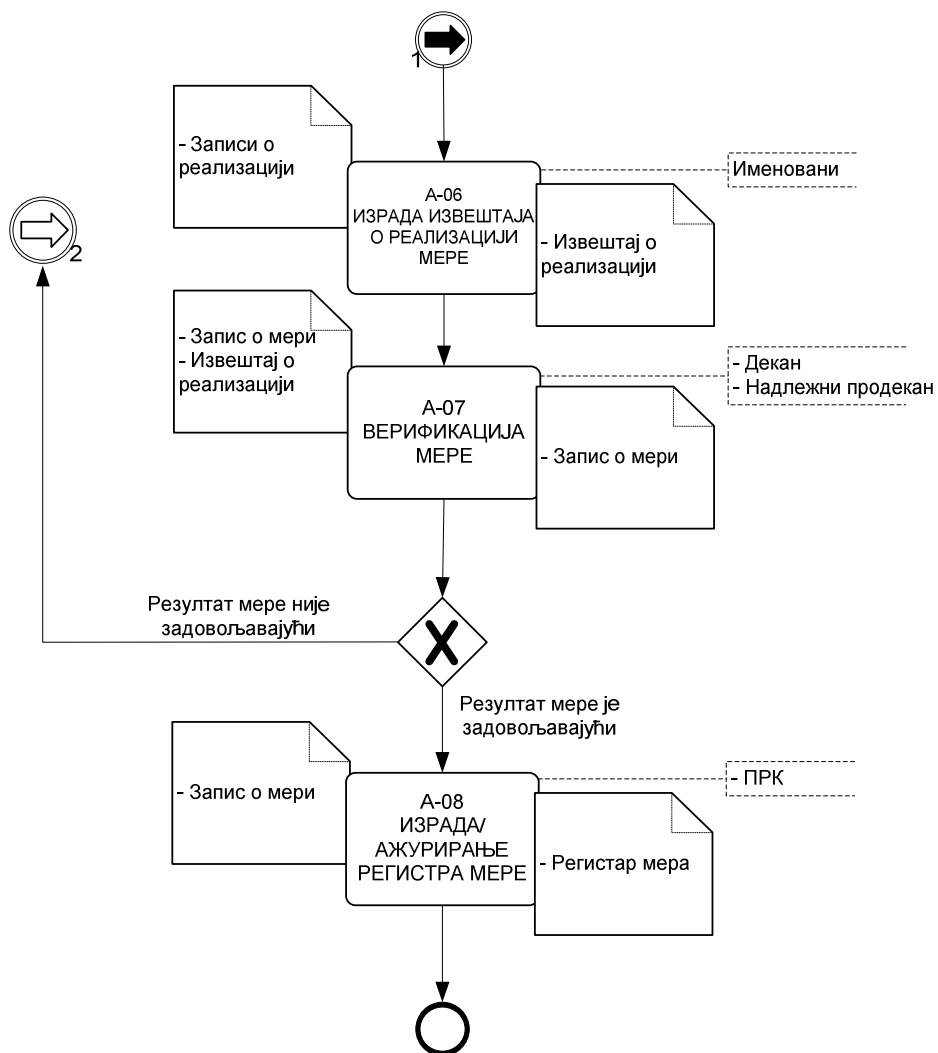 1
- Записи о
реализацији
Именовани
А-06
ИЗРАДА ИЗВЕШТАЈА
О РЕАЛИЗАЦИЈИ
МЕРЕ
- Извештај о
реализацији
2
- Запис о мери
- Извештај о
реализацији
- Декан
- Надлежни продекан
А-07
ВЕРИФИКАЦИЈА
МЕРЕ
- Запис о мери
Резултат мере није
задовољавајући
Резултат мере је
задовољавајући
- Запис о мери
- ПРК
А-08
ИЗРАДА/
АЖУРИРАЊЕ
РЕГИСТРА МЕРЕ
- Регистар мера